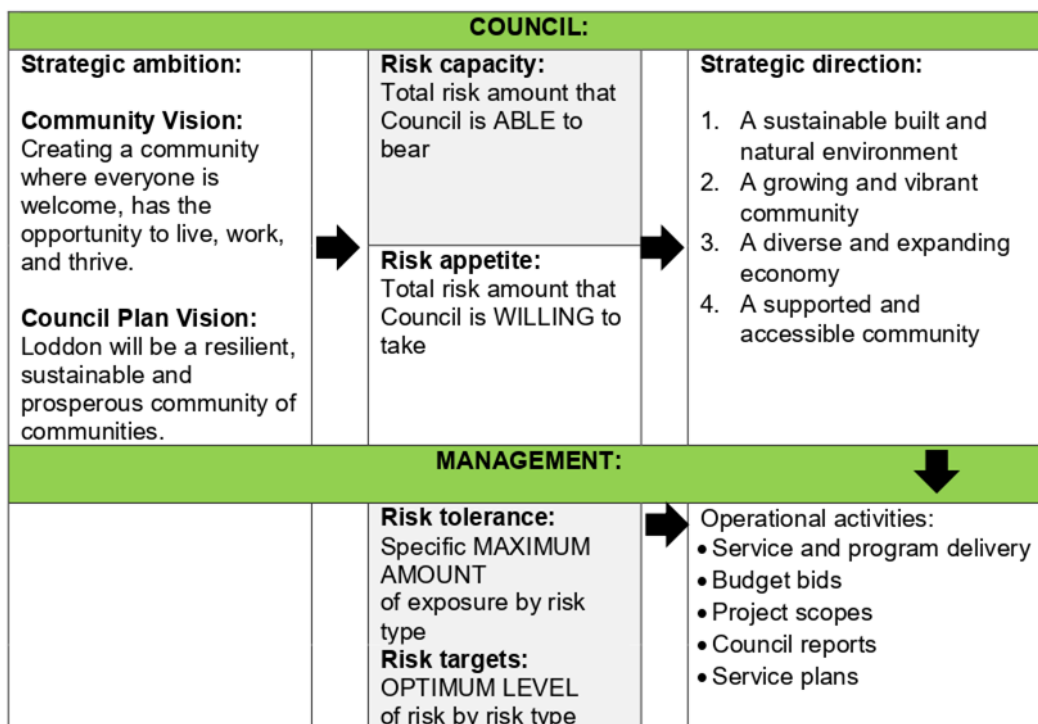 COUNCIL:
Strategic ambition:
Community Vision:
Creating a community
where everyone is
welcome, has the
opportunity to live, work,
and thrive.
Council Plan Vision:
Loddon will be a resilient,
sustainable and
prosperous community of
communities.
Risk capacity:
Total risk amount that
Council is ABLE to
bear
Risk appetite:
Total risk amount that
Council is WILLING to
take
Strategic direction:
1. A sustainable built and
natural environment
2. A growing and vibrant
community
3. A diverse and expanding
economy
4. A supported and
accessible community
MANAGEMENT:
Risk tolerance:
Specific MAXIMUM
AMOUNT
of exposure by risk
type
Risk targets:
OPTIMUM LEVEL
of risk by risk type
Operational activities:
• Service and program delivery
• Budget bids
• Project scopes
• Council reports
• Service plans